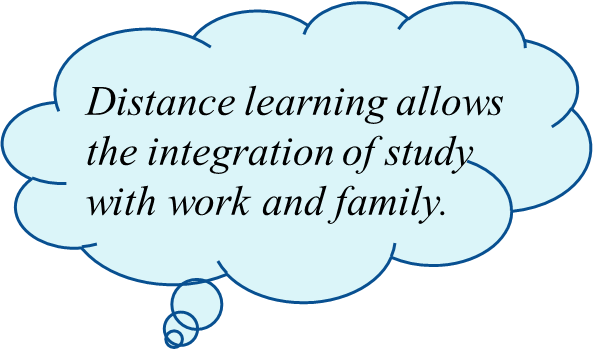 Distance learning allows
the integration of study
with work and family.